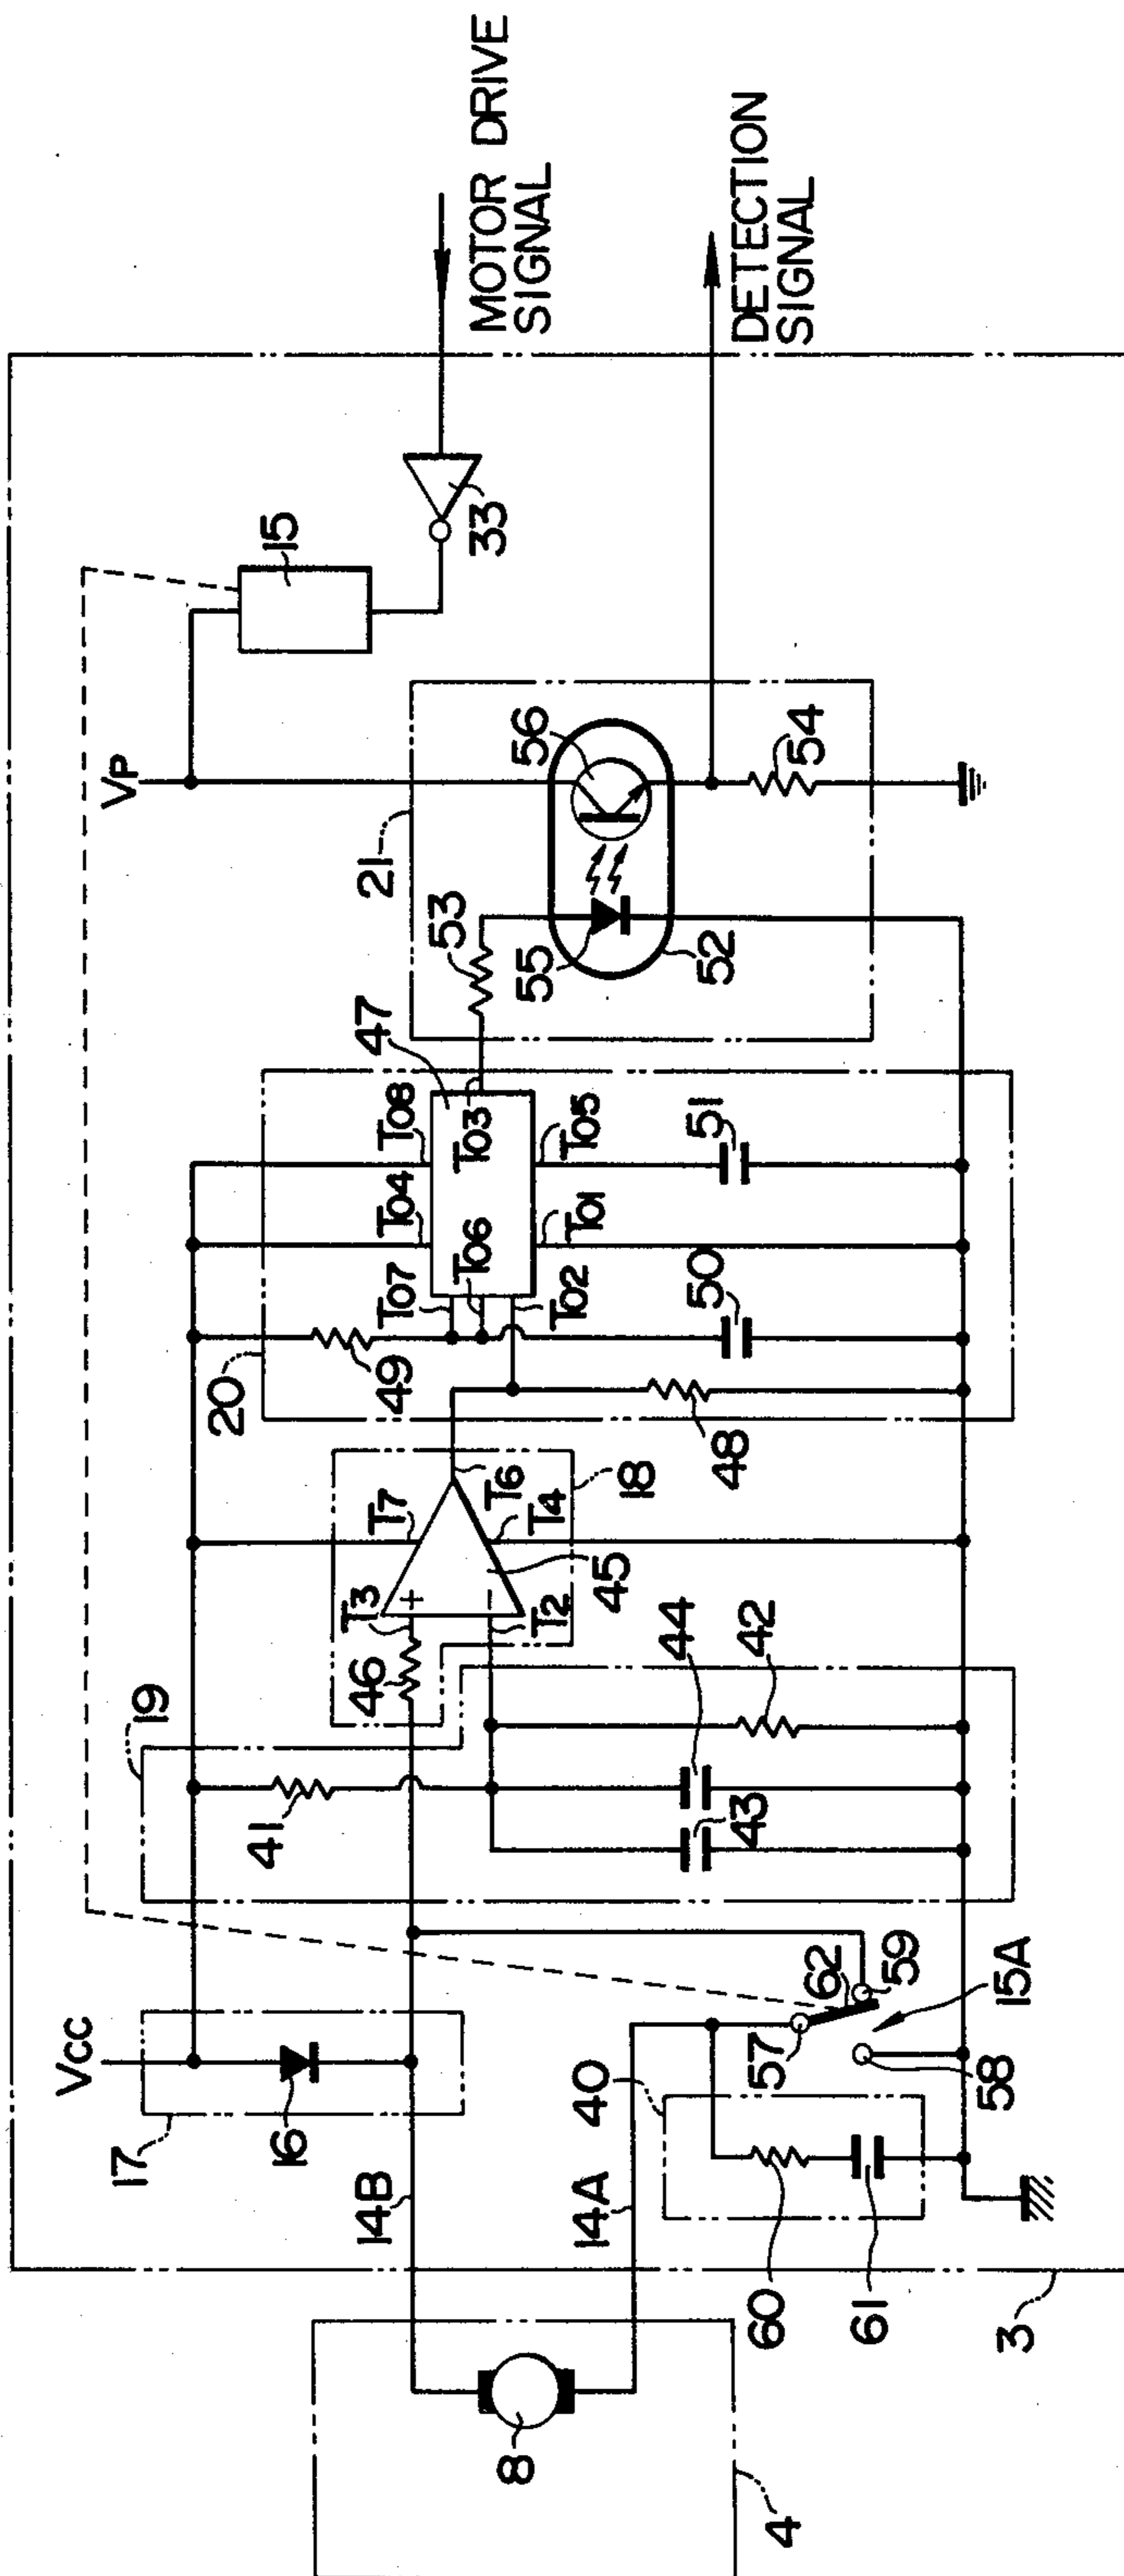 MOTOR DRIVE
SIGNAL
DETECTION
SIGNAL
15
33
VP
21
56
54
53
55
52
47
T08
T04
T03
T07
T06
T05
T02
T01
51
50
20
49
48
T7
T6
T3
T4
T2
18
46
45
19
41
44
43
42
Vcc
17
16
14B
14A
40
57
62
59
58
15A
60
61
3
8
4